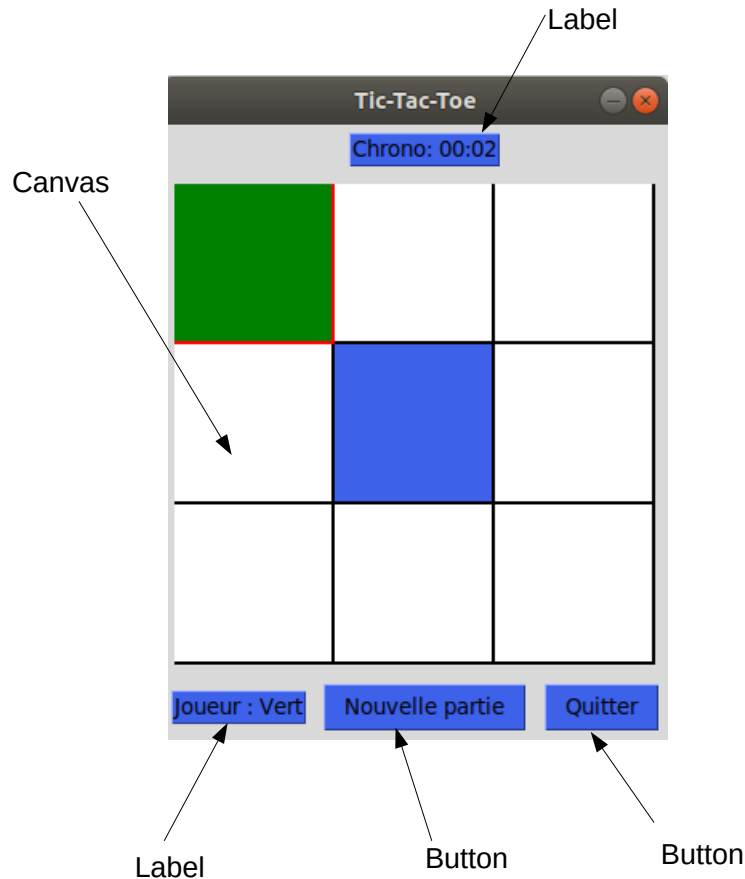 Label
Tic-Tac-Toe
Chrono: 00:02
Canvas
Joueur : Vert
Nouvelle partie
Quitter
Label
Button
Button